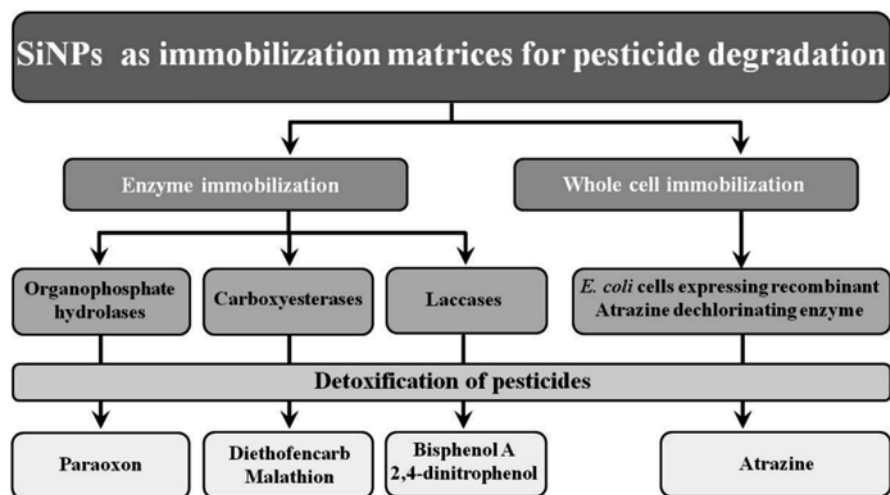 SiNPs as immobilization matrices for pesticide degradation
Enzyme immobilization
Whole cell immobilization
Organophosphate
hydrolases
Carboxyesterases
Laccases
E. coli cells expressing recombinant
Atrazine dechlorinating enzyme
Detoxification of pesticides
Paraoxon
Diethofencarb
Malathion
Bisphenol A
2,4-dinitrophenol
Atrazine